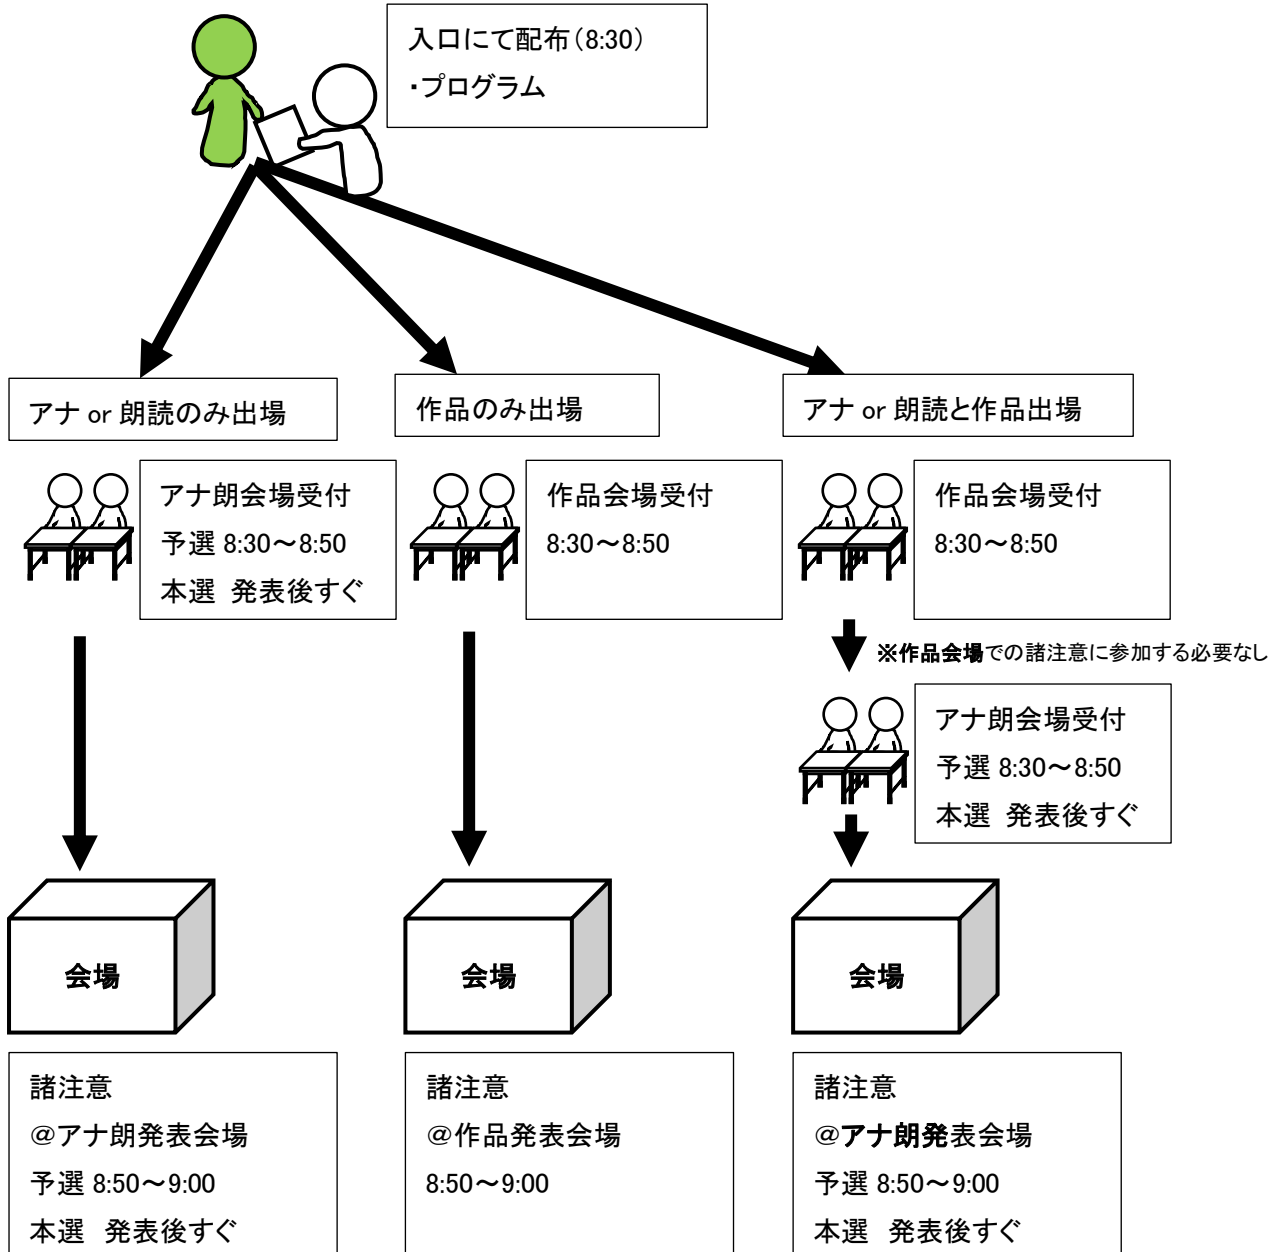 入口にて配布(8:30)
・プログラム
アナ or 朗読のみ出場
作品のみ出場
アナ or 朗読と作品出場
アナ朗会場受付
予選 8:30～8:50
本選 発表後すぐ
作品会場受付
8:30～8:50
作品会場受付
8:30～8:50
※作品会場での諸注意に参加する必要なし
アナ朗会場受付
予選 8:30～8:50
本選 発表後すぐ
会場
会場
会場
諸注意
@アナ朗発表会場
予選 8:50～9:00
本選 発表後すぐ
諸注意
@作品発表会場
8:50～9:00
諸注意
@アナ朗発表会場
予選 8:50～9:00
本選 発表後すぐ